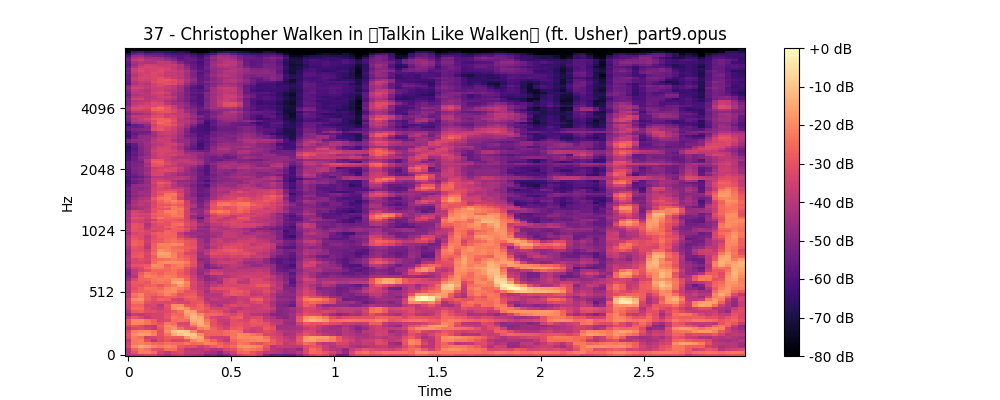 37 - Christopher Walken in ▯Talkin Like Walken▯ (ft. Usher)_part9.opus
4096
2048
1024
512
0
Hz
0
0.5
1
1.5
2
2.5
Time
+0 dB
-10 dB
-20 dB
-30 dB
-40 dB
-50 dB
-60 dB
-70 dB
-80 dB